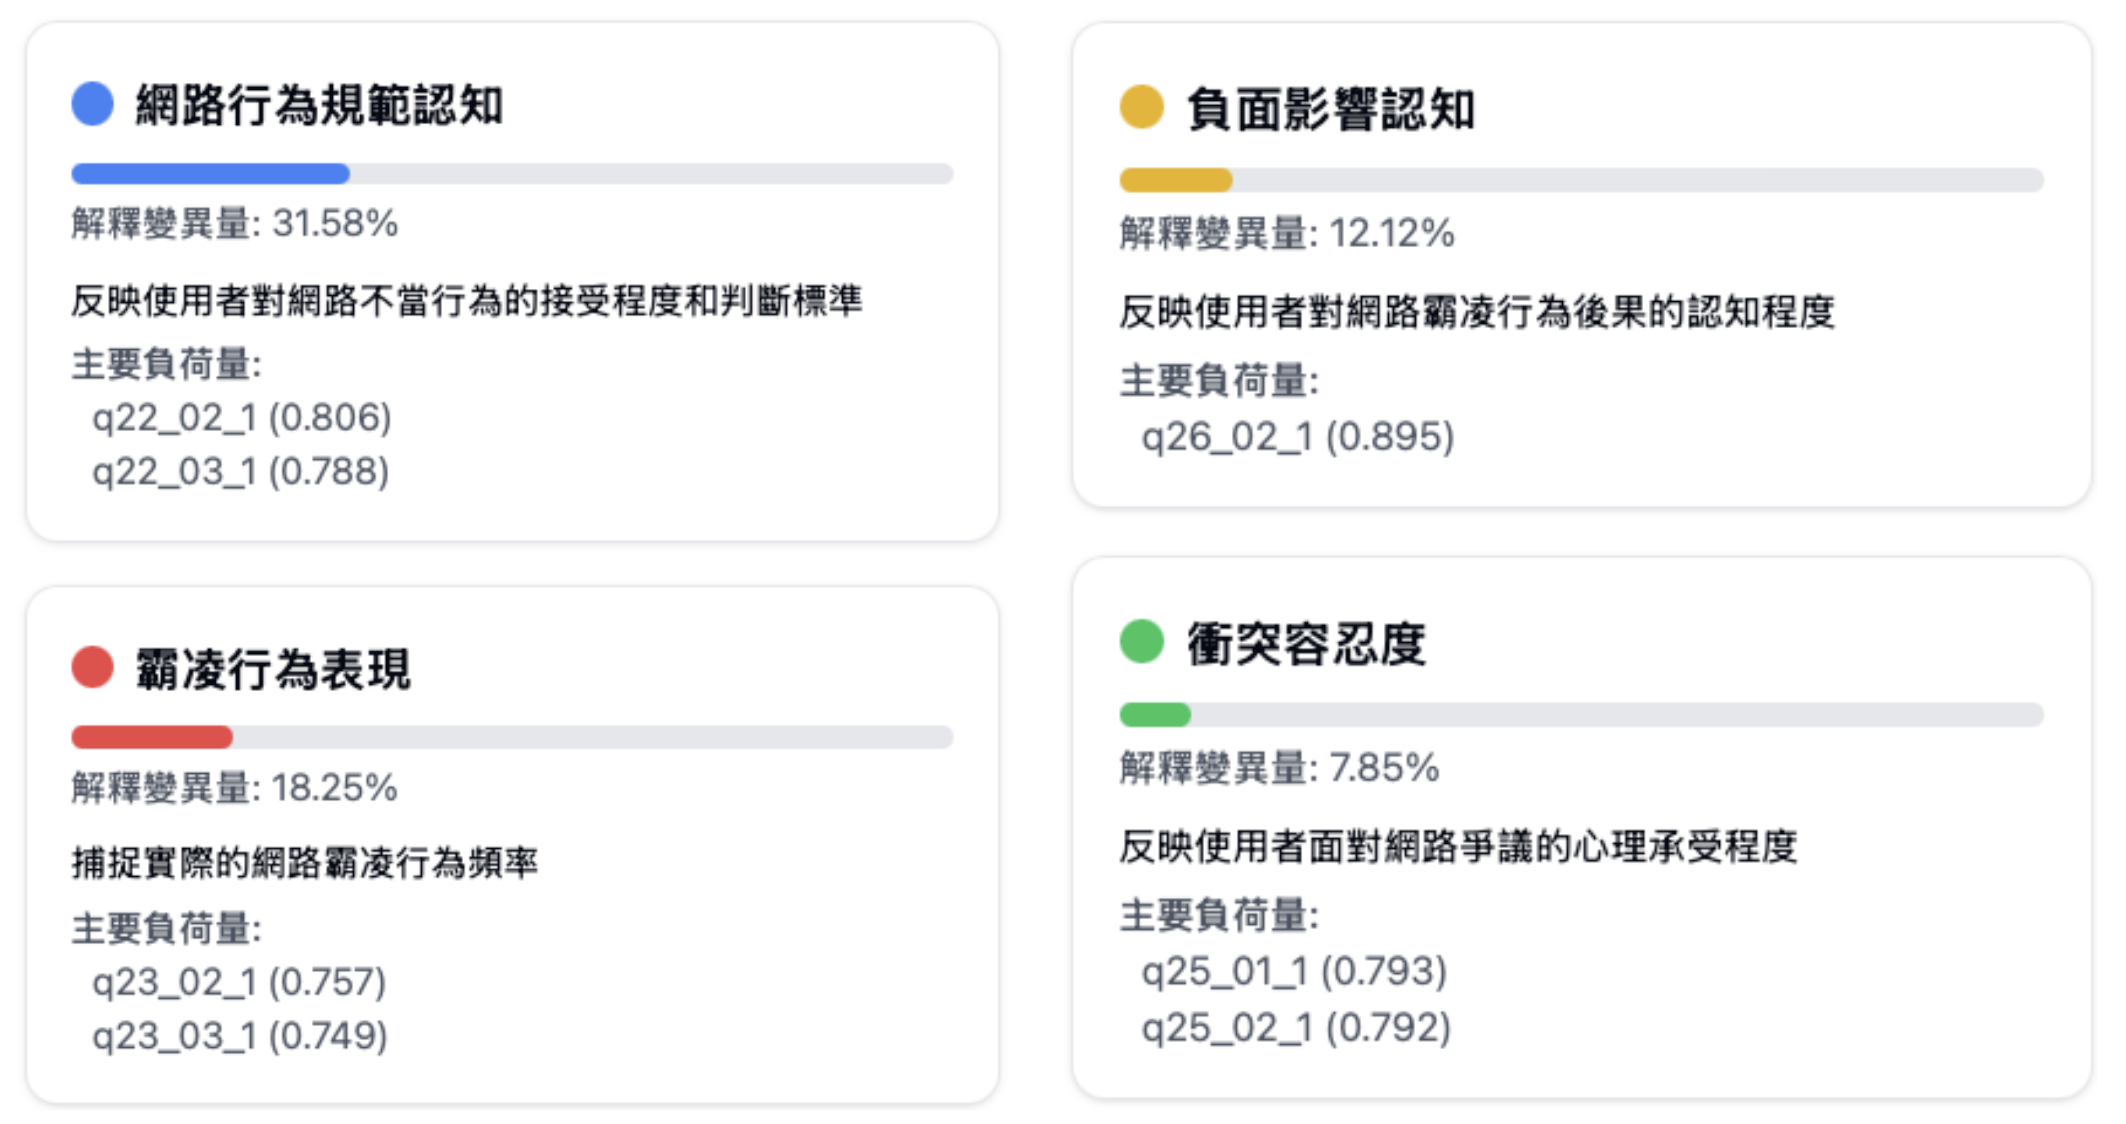 網路行為規範認知
解釋變異量: 31.58%
反映使用者對網路不當行為的接受程度和判斷標準
主要負荷量:
q22_02_1 (0.806)
q22_03_1 (0.788)
霸凌行為表現
解釋變異量: 18.25%
捕捉實際的網路霸凌行為頻率
主要負荷量:
q23_02_1 (0.757)
q23_03_1 (0.749)
負面影響認知
解釋變異量: 12.12%
反映使用者對網路霸凌行為後果的認知程度
主要負荷量:
q26_02_1 (0.895)
衝突容忍度
解釋變異量: 7.85%
反映使用者面對網路爭議的心理承受程度
主要負荷量:
q25_01_1 (0.793)
q25_02_1 (0.792)